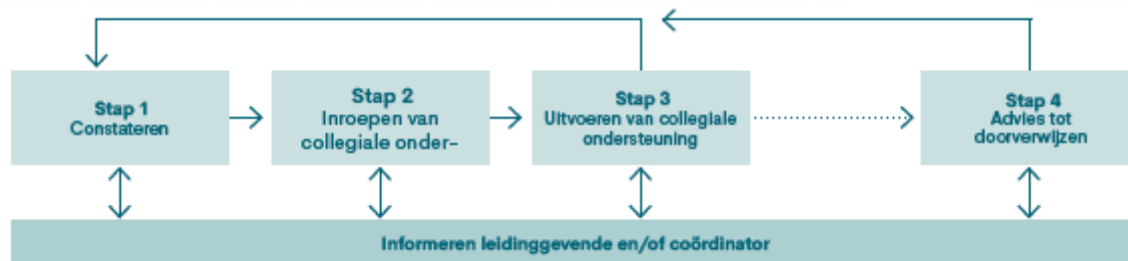 Stap 1
Constateren
Stap 2
Inroepen van
collegiale onder-
Stap 3
Uitvoeren van collegiale
ondersteuning
Stap 4
Advies tot
doorverwijzen
Informeren leidinggevende en/of coördinator